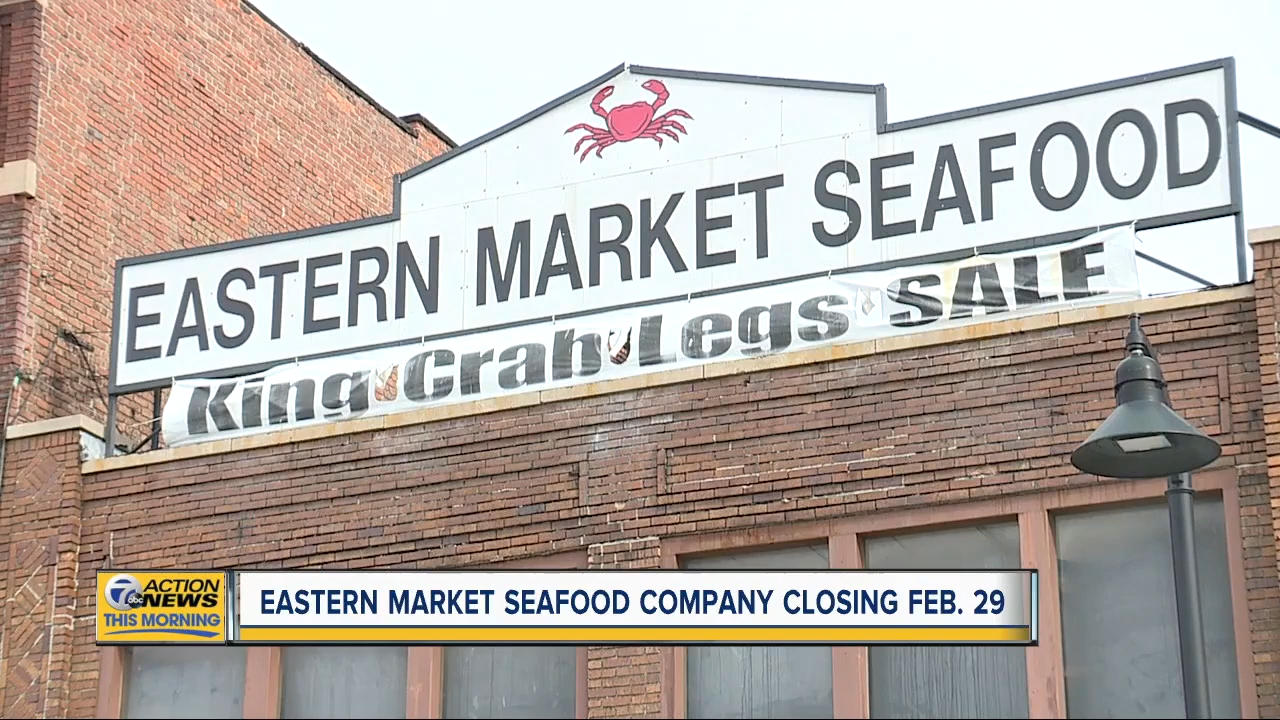 EASTERN MARKET SEAFOOD
King Crab Legs SALE
7 abc ACTION NEWS
THIS MORNING
EASTERN MARKET SEAFOOD COMPANY CLOSING FEB. 29